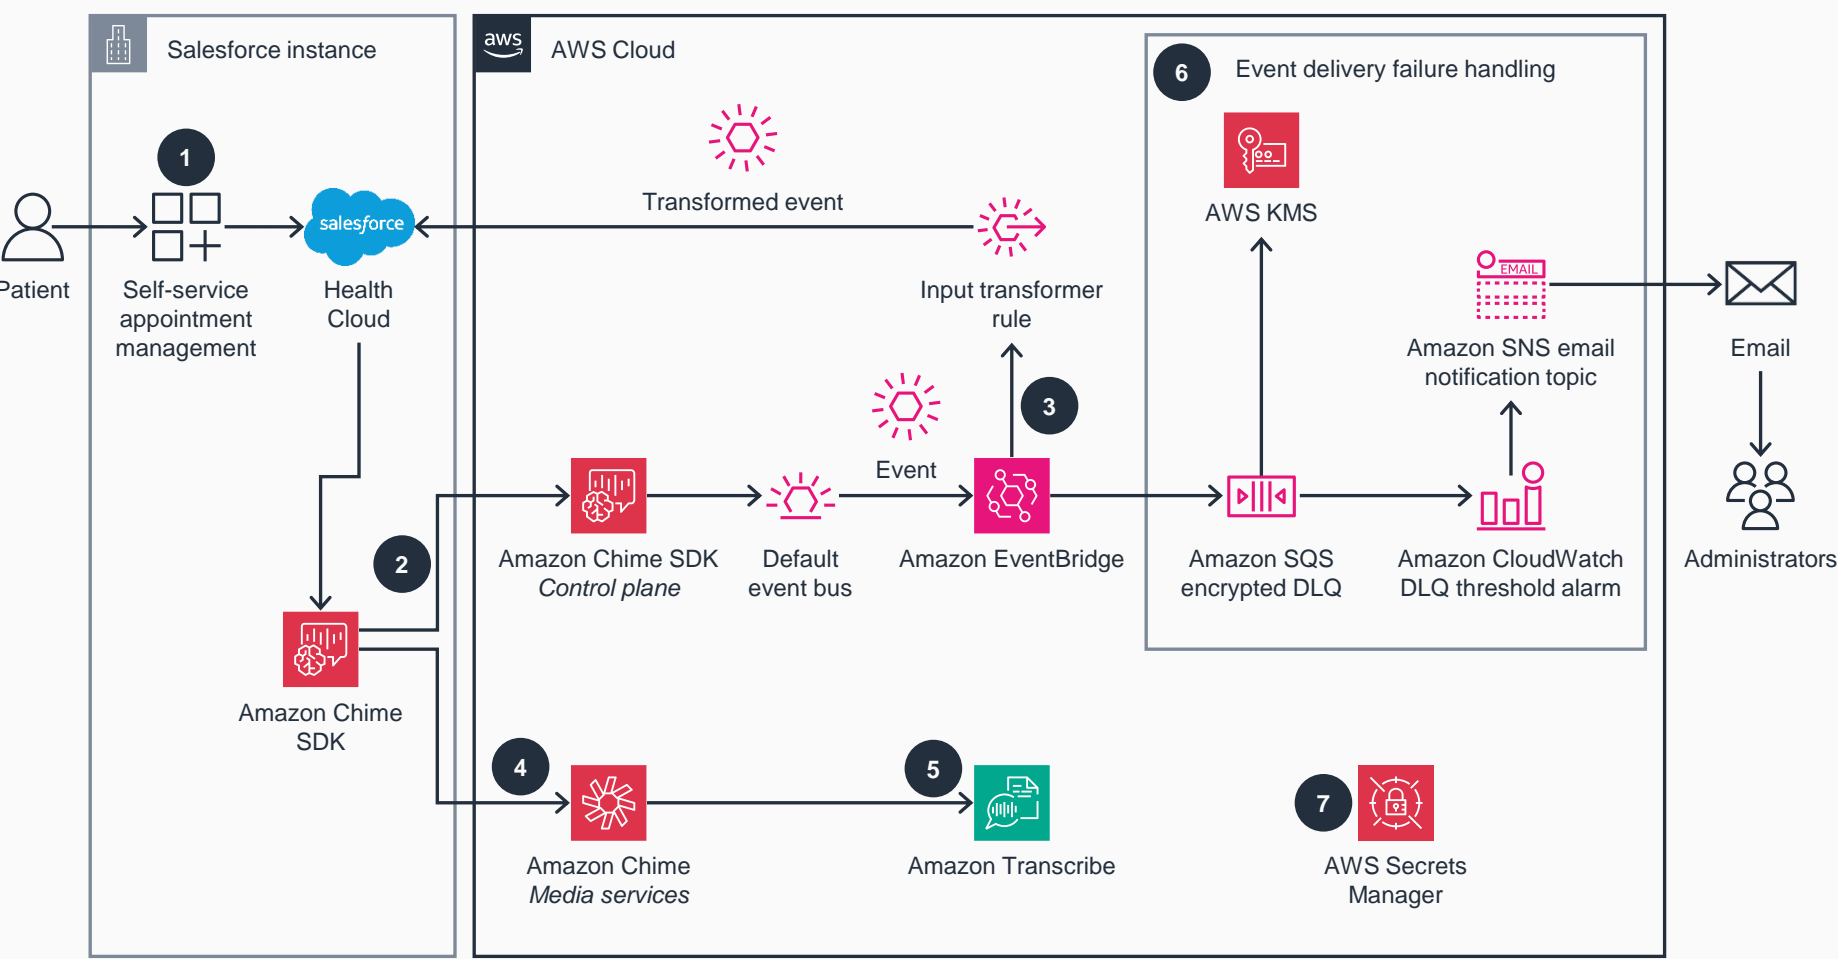 Salesforce instance
aws
AWS Cloud
6
Event delivery failure handling
1
salesforce
Transformed event
AWS KMS
EMAIL
Patient
Self-service
appointment
management
Health
Cloud
Input transformer
rule
Amazon SNS email
notification topic
Email
3
Event
2
Amazon Chime SDK
Control plane
Default
event bus
Amazon EventBridge
Amazon SQS
encrypted DLQ
Amazon CloudWatch
DLQ threshold alarm
Administrators
Amazon Chime
SDK
4
5
7
Amazon Chime
Media services
Amazon Transcribe
AWS Secrets
Manager